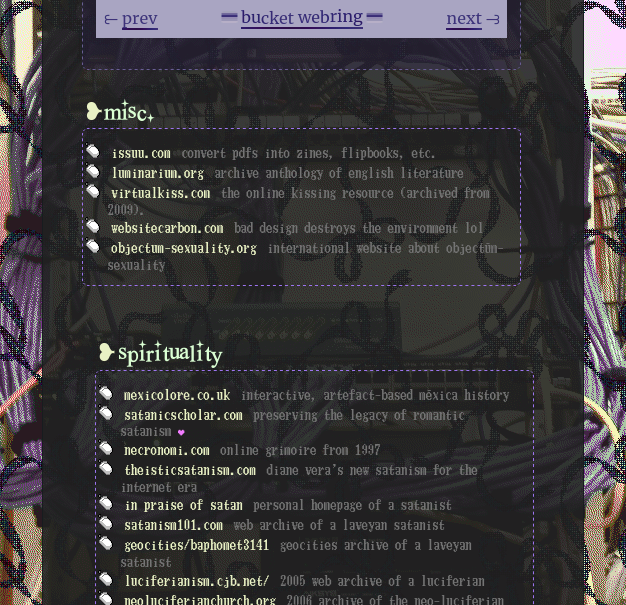 prev bucket webring next
misc.
issuu.com convert pdfs into zines, flipbooks, etc.
luminarium.org archive anthology of english literature
virtualkiss.com the online kissing resource (archived from
2009).
websitecarbon.com bad design destroys the environment lol
objectum-sexuality.org international website about objectum-
sexuality
spirituality
mexicolore.co.uk interactive, artefact-based mēxica history
satanicscholar.com preserving the legacy of romantic
satanism ♥
necronomi.com online grimoire from 1997
theisticsatanism.com diane vera's new satanism for the
internet era
in praise of satan personal homepage of a satanist
satanism101.com web archive of a laveyan satanist
geocities/baphomet3141 geocities archive of a laveyan
satanist
luciferianism.cjb.net/ 2005 web archive of a luciferian
neoluciferianchurch.org 2006 archive of the neo-luciferian